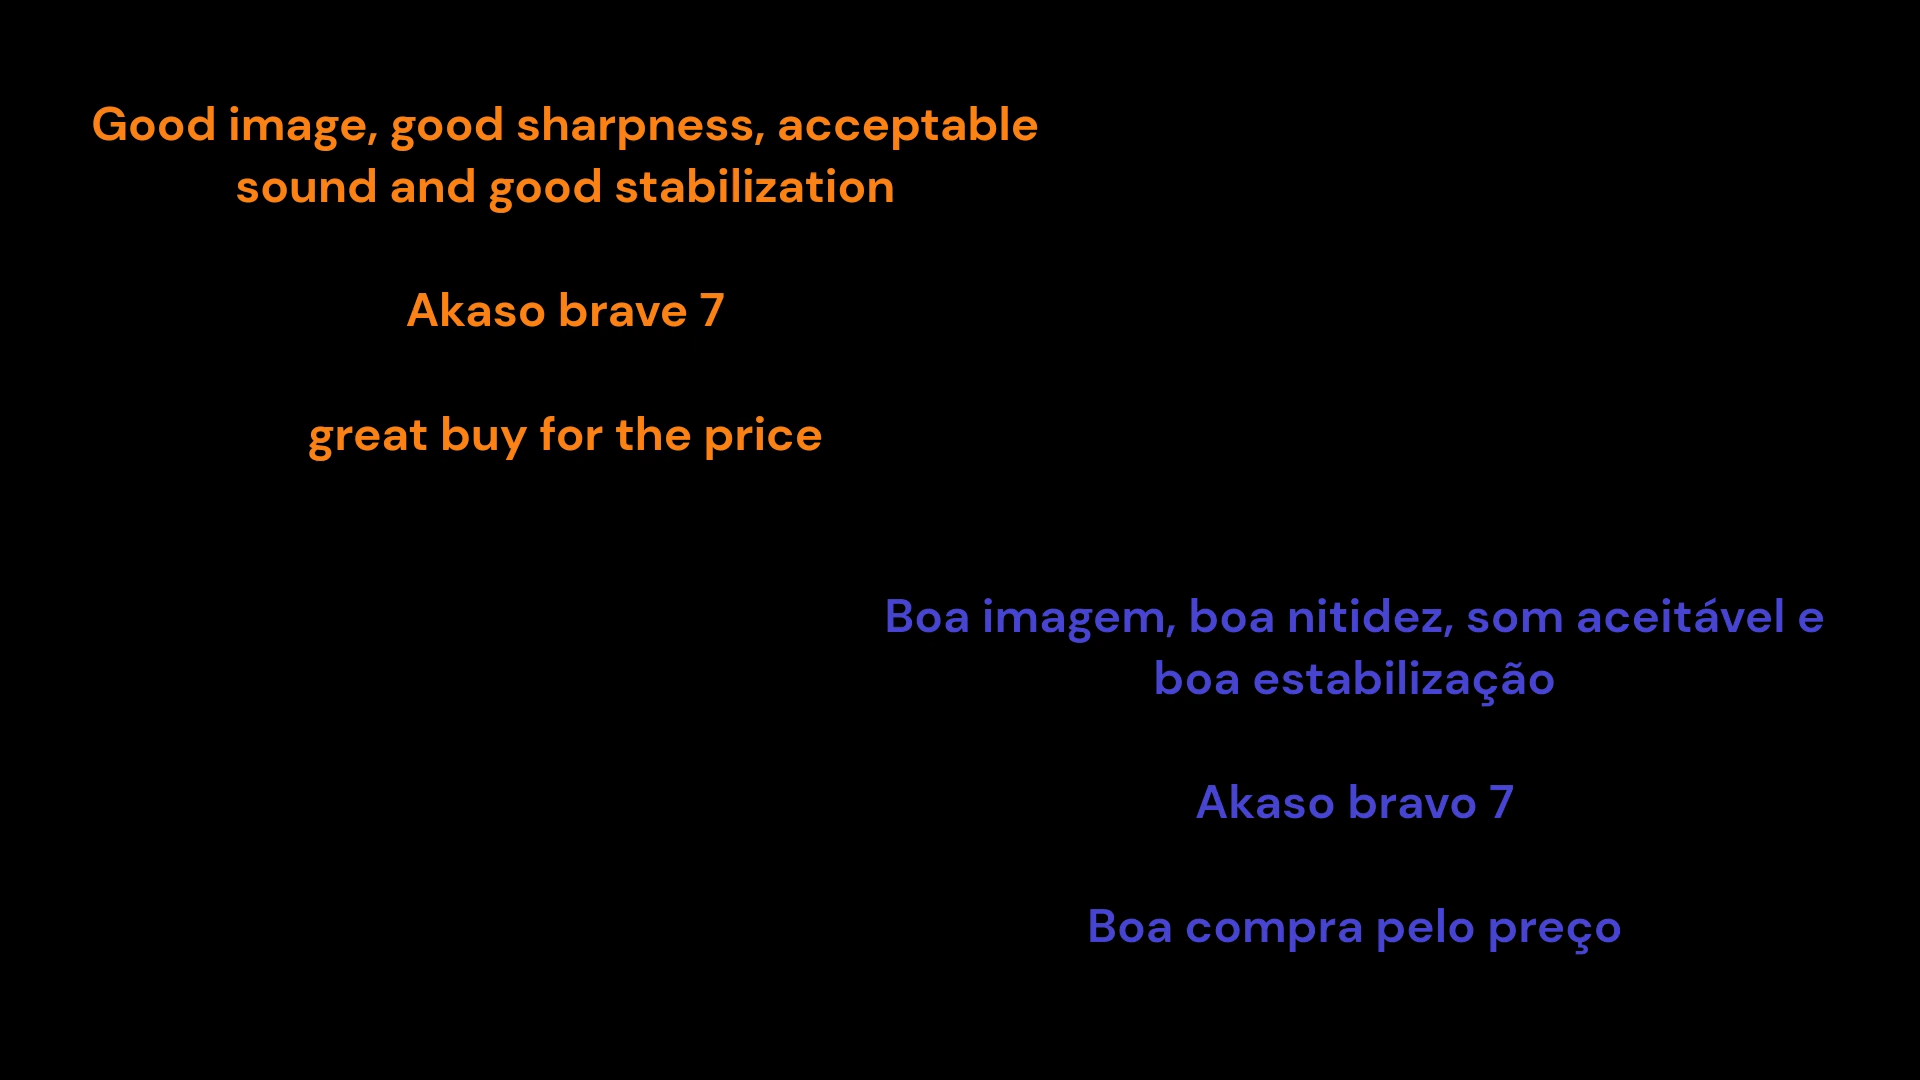 Good image, good sharpness, acceptable
sound and good stabilization
Akaso brave 7
great buy for the price
Boa imagem, boa nitidez, som aceitável e
boa estabilização
Akaso bravo 7
Boa compra pelo preço